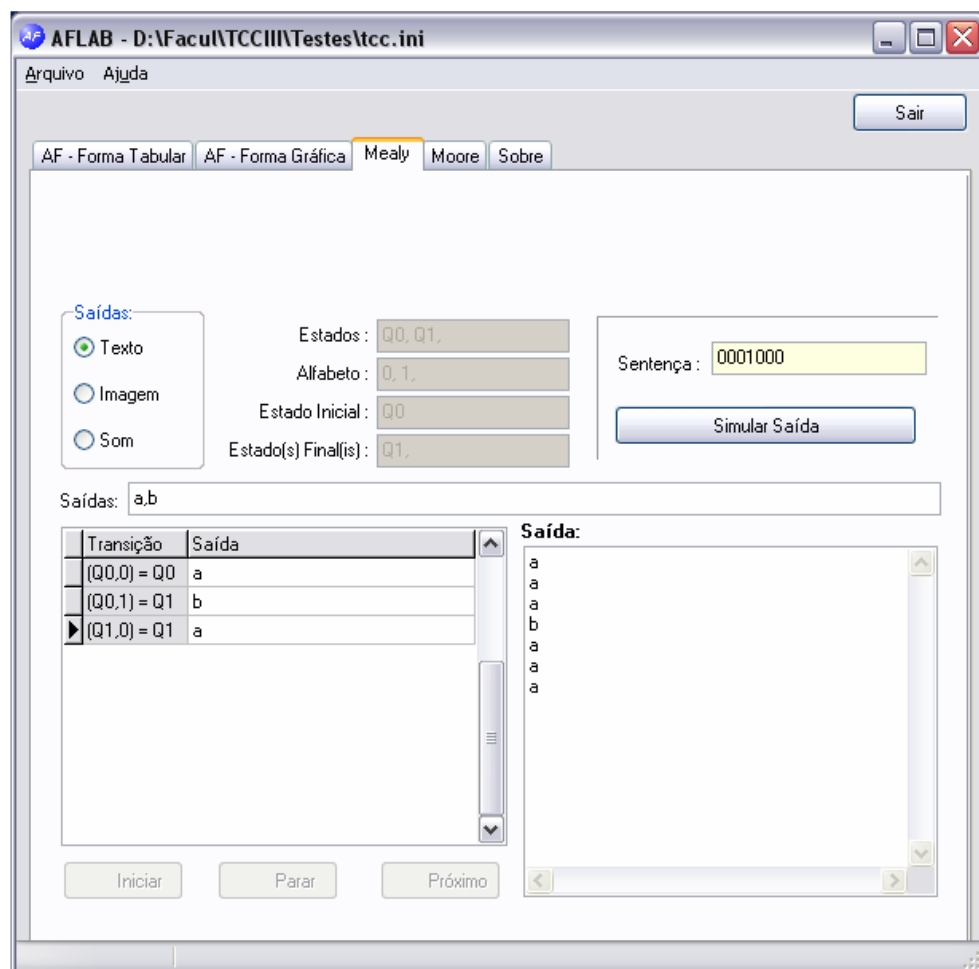 AFLAB - D:\Facul\TCCIII\Testes\tcc.ini
Arquivo Ajuda
Sair
AF - Forma Tabular AF - Forma Gráfica Mealy Moore Sobre
Saídas:
Texto
Imagem
Som
Estados : Q0, Q1,
Alfabeto : 0, 1,
Estado Inicial : Q0
Estado(s) Final(is) : Q1,
Sentença : 0001000
Simular Saída
Saídas: a,b
Transição Saída
(Q0,0) = Q0 a
(Q0,1) = Q1 b
(Q1,0) = Q1 a
Saída:
a
a
a
b
a
a
a
Iniciar Parar Próximo